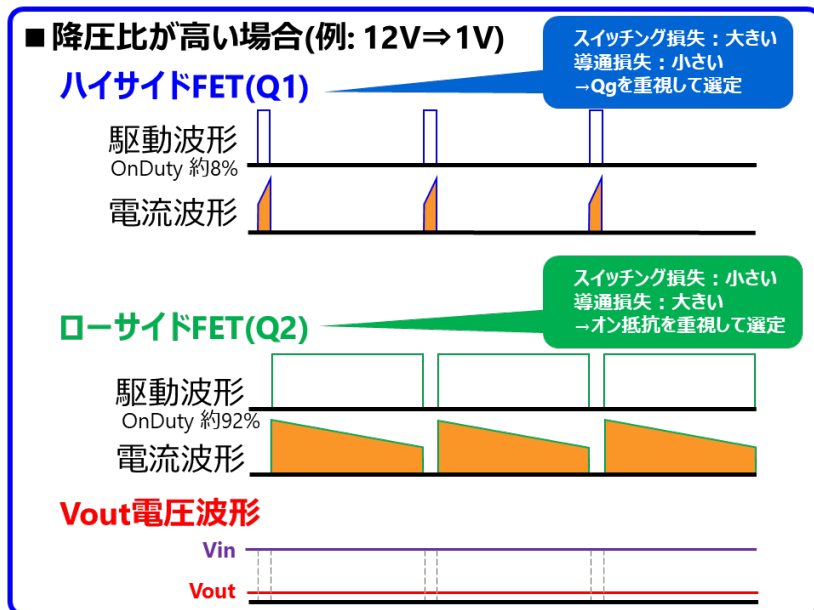 ■ 降圧比が高い場合(例: 12V⇒1V)
スイッチング損失：大きい
導通損失：小さい
→Qgを重視して選定
ハイサイドFET(Q1)
駆動波形
OnDuty 約8%
電流波形
スイッチング損失：小さい
導通損失：大きい
→オン抵抗を重視して選定
ローサイドFET(Q2)
駆動波形
OnDuty 約92%
電流波形
Vout電圧波形
Vin
Vout